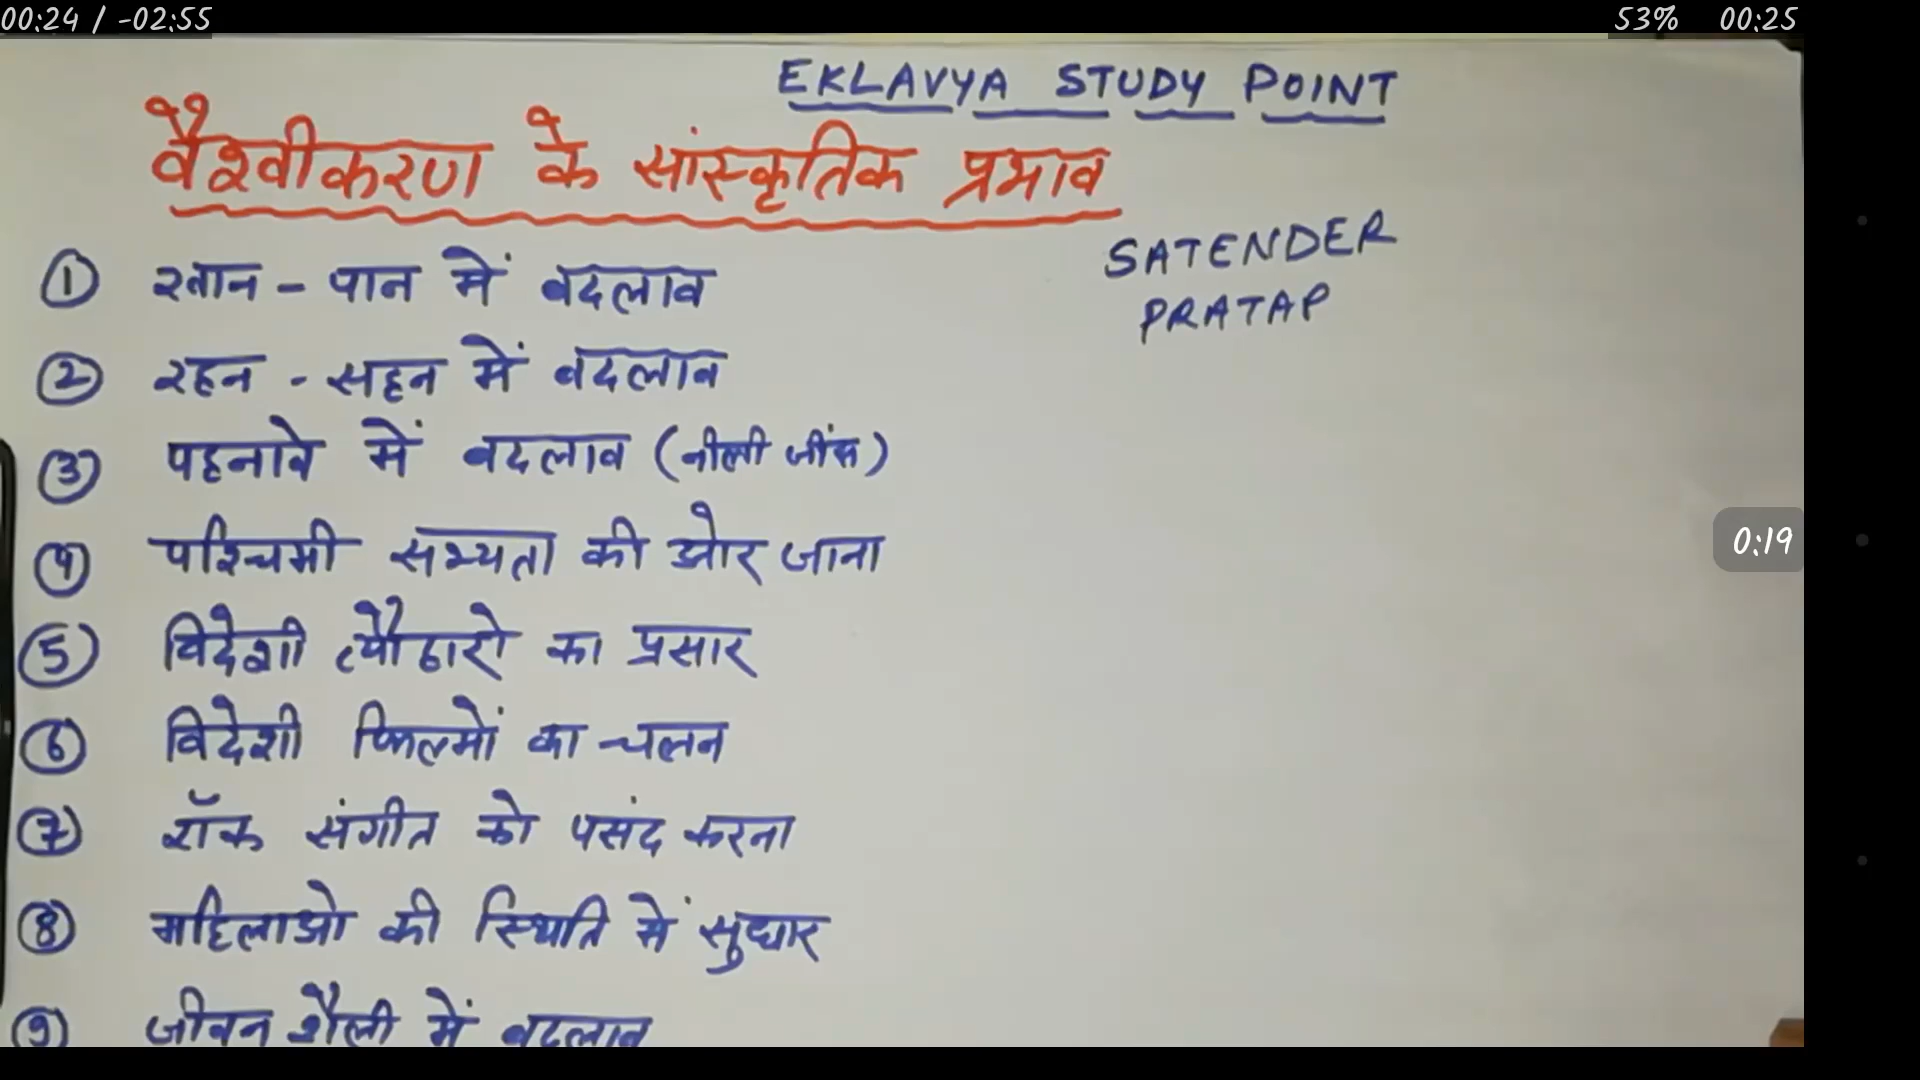 00:24 / -02:55
53% 00:25
EKLAVYA STUDY POINT
वैश्वीकरण के सांस्कृतिक प्रभाव
SATENDER
PRATAP
① खान - पान में बदलाव
② रहन - सहन में बदलाव
③ पहनावे में बदलाव (नीली जींस)
④ पश्चिमी सभ्यता की ओर जाना
⑤ विदेशी त्यौहारो का प्रसार
⑥ विदेशी फिल्मों का चलन
⑦ रॉक संगीत को पसंद करना
⑧ महिलाओ की स्थिति में सुधार
⑨ जीवन शैली में बदलाव
0:19